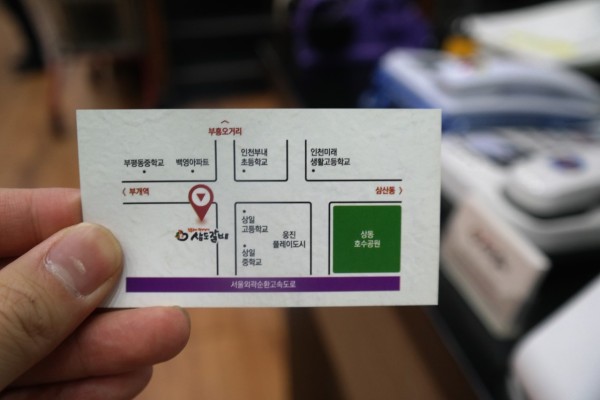 부흥오거리
부평동중학교
백영아파트
인천부내
초등학교
인천미래
생활고등학교
부개역
삼산동
삼도갈비
상일
고등학교
상일
중학교
웅진
플레이도시
상동
호수공원
서울외곽순환고속도로